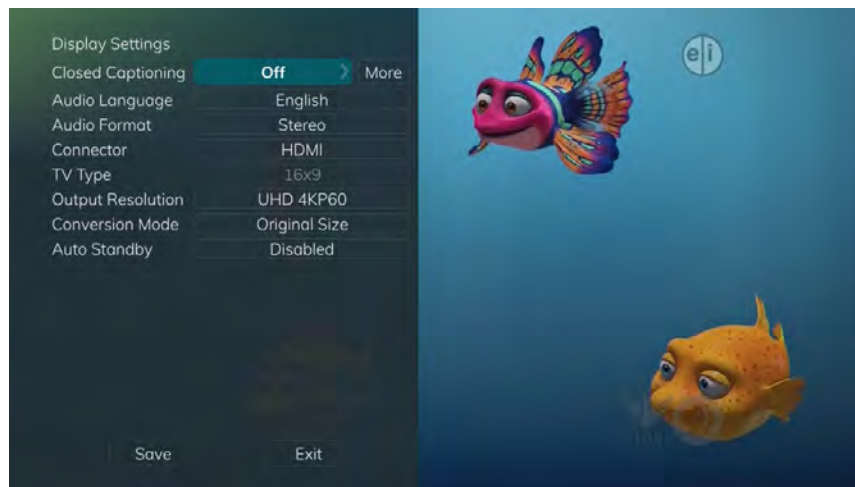 Display Settings
Closed Captioning Off > More
Audio Language English
Audio Format Stereo
Connector HDMI
TV Type 16x9
Output Resolution UHD 4KP60
Conversion Mode Original Size
Auto Standby Disabled
Save Exit
e|i